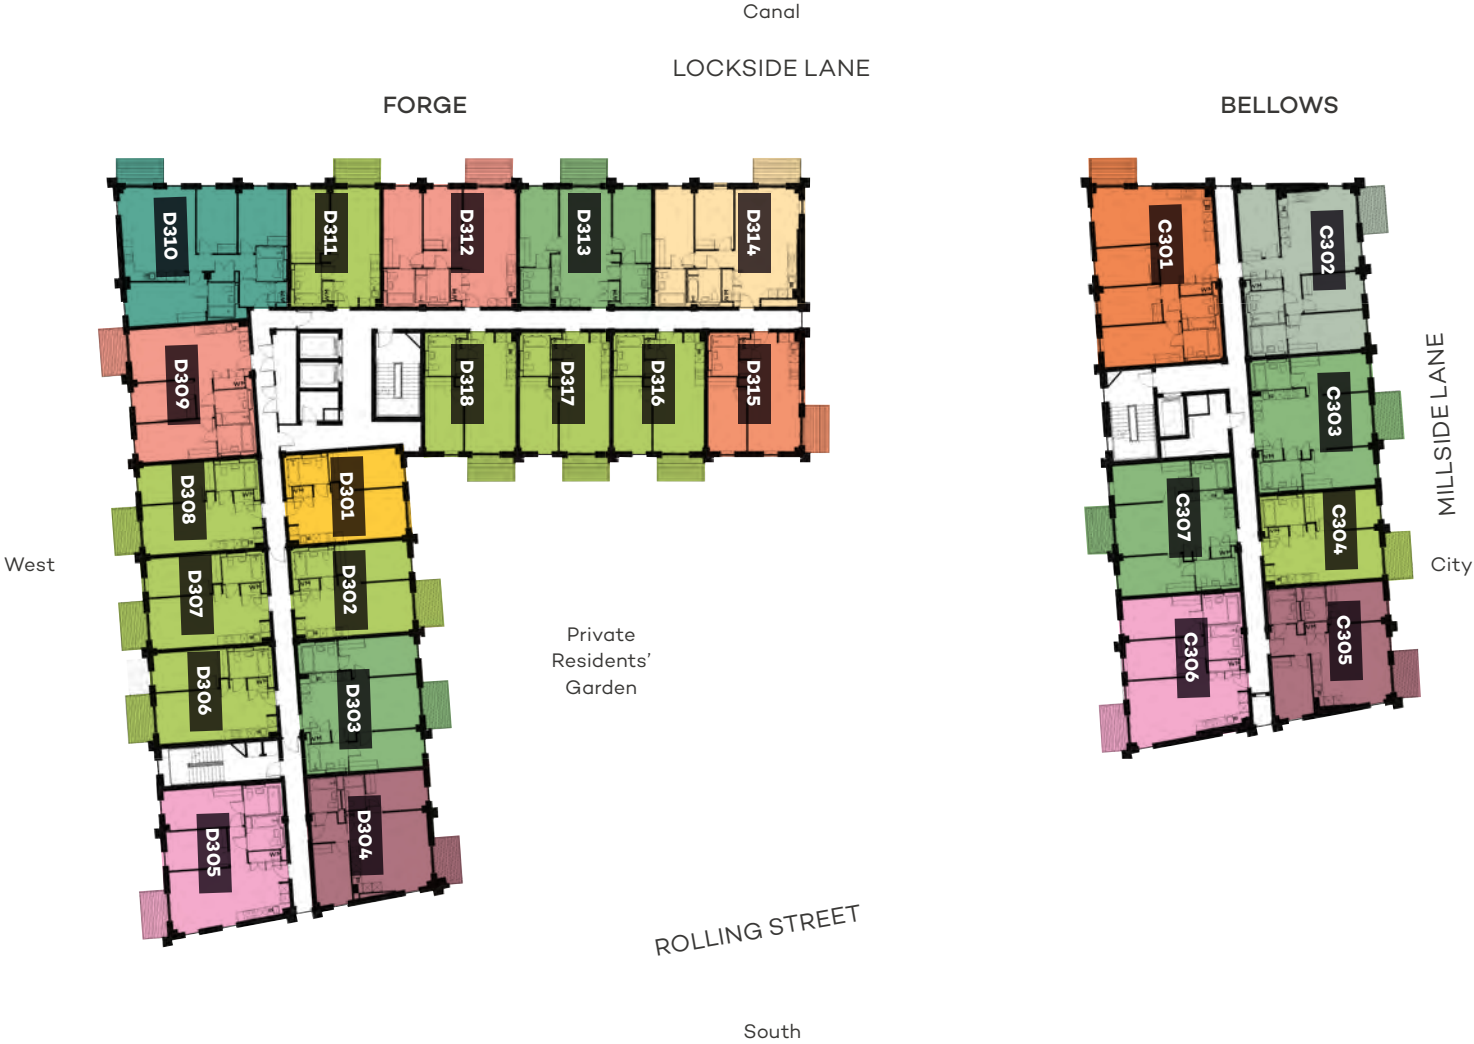 Canal
LOCKSIDE LANE
FORGE
BELLOWS
D310
D311
D312
D313
D314
C301
C302
D309
D318
D317
D316
D315
C303
MILLSIDE LANE
D308
D301
C307
C304
West
City
D307
D302
Private
Residents’
Garden
D306
D303
C306
C305
D305
D304
ROLLING STREET
South